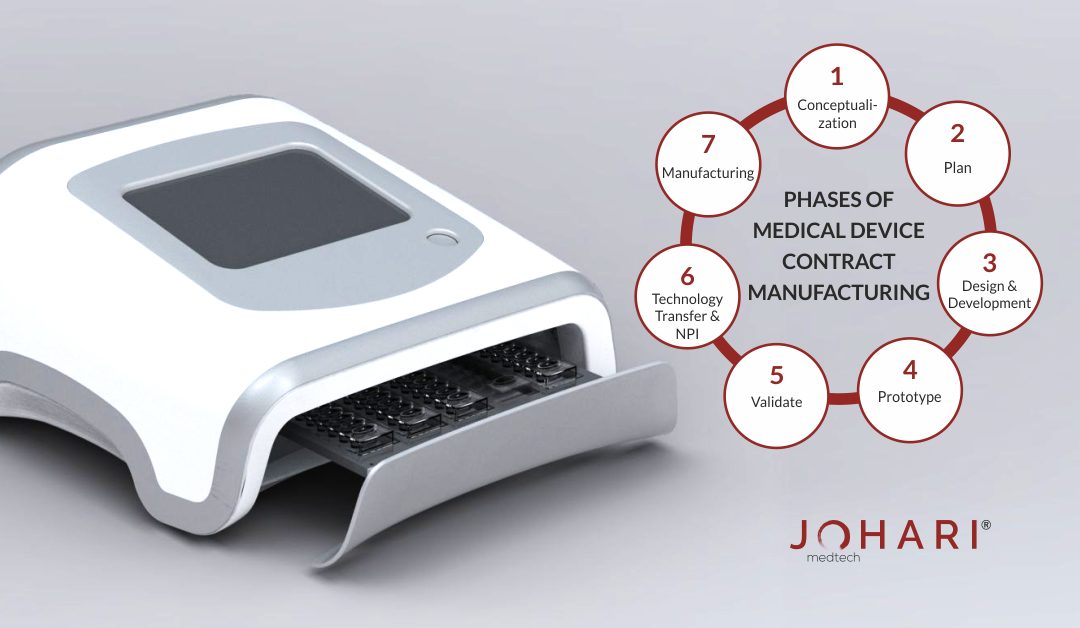 1
Conceptuali-
zation
2
Plan
3
Design &
Development
4
Prototype
5
Validate
6
Technology
Transfer &
NPI
7
Manufacturing
PHASES OF
MEDICAL DEVICE
CONTRACT
MANUFACTURING
JOHARI®
medtech